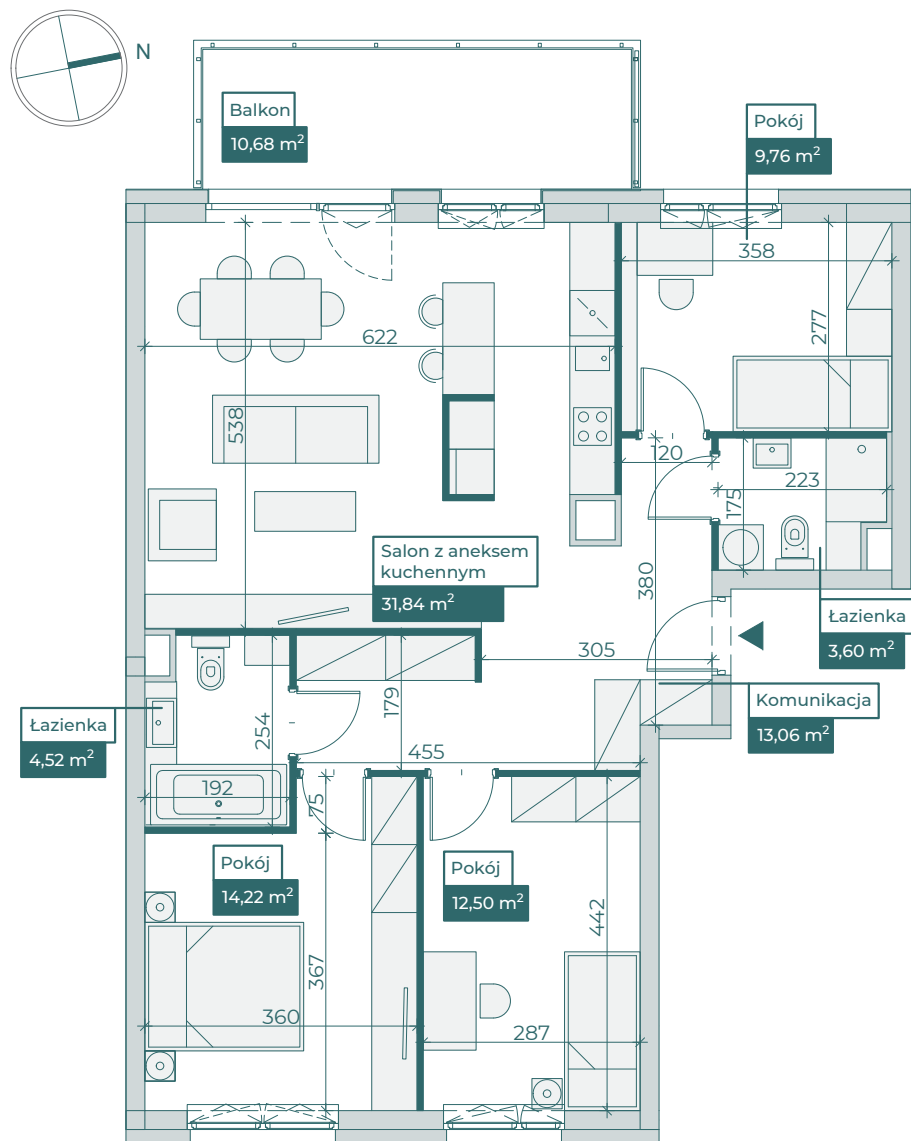 N
Balkon
10,68 m²
Pokój
9,76 m²
358
277
622
538
120
223
175
Salon z aneksem
kuchennym
31,84 m²
380
Łazienka
3,60 m²
305
Komunikacja
13,06 m²
179
254
Łazienka
4,52 m²
455
192
75
Pokój
14,22 m²
Pokój
12,50 m²
442
367
360
287